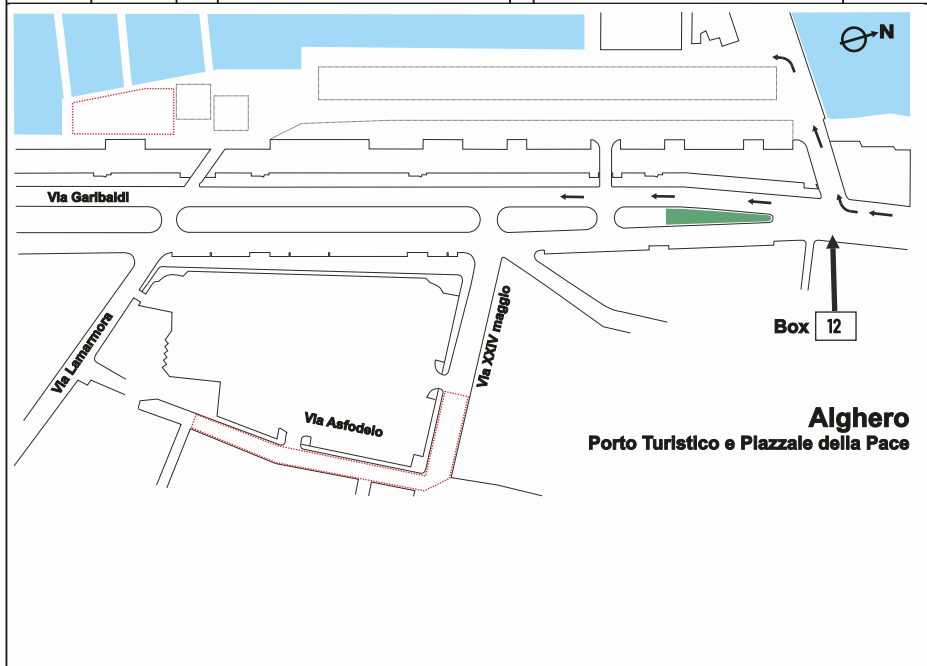 N
Via Garibaldi
Via Lamarmora
Via XXIV maggio
Via Asfodelo
Box 12
Alghero
Porto Turistico e Piazzale della Pace